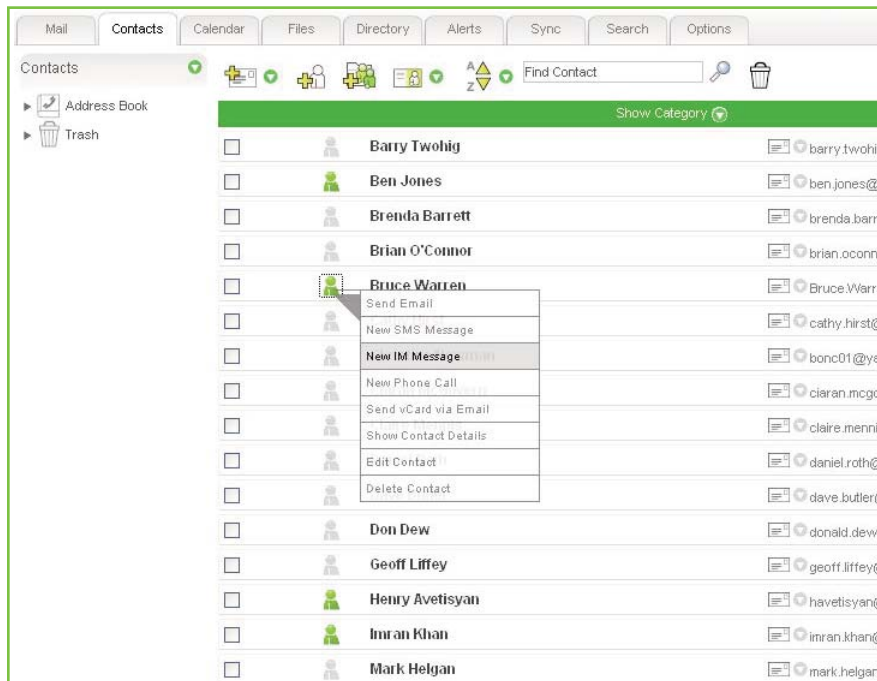 Mail Contacts Calendar Files Directory Alerts Sync Search Options
Contacts
Address Book
Trash
A Z
Find Contact
Show Category
Barry Twohig barry.twohi
Ben Jones ben.jones@
Brenda Barrett brenda.barr
Brian O'Connor brian.oconn
Bruce Warren Bruce.Warr
Send Email
New SMS Message cathy.hirst@
New IM Message bonc01@ya
New Phone Call ciaran.mcgo
Send vCard via Email claire.menni
Show Contact Details
Edit Contact daniel.roth@
Delete Contact dave.butler@
Don Dew donald.dew
Geoff Liffey geoff.liffey@
Henry Avetisyan havetisyan@
Imran Khan imran.khan@
Mark Helgan mark.helgan